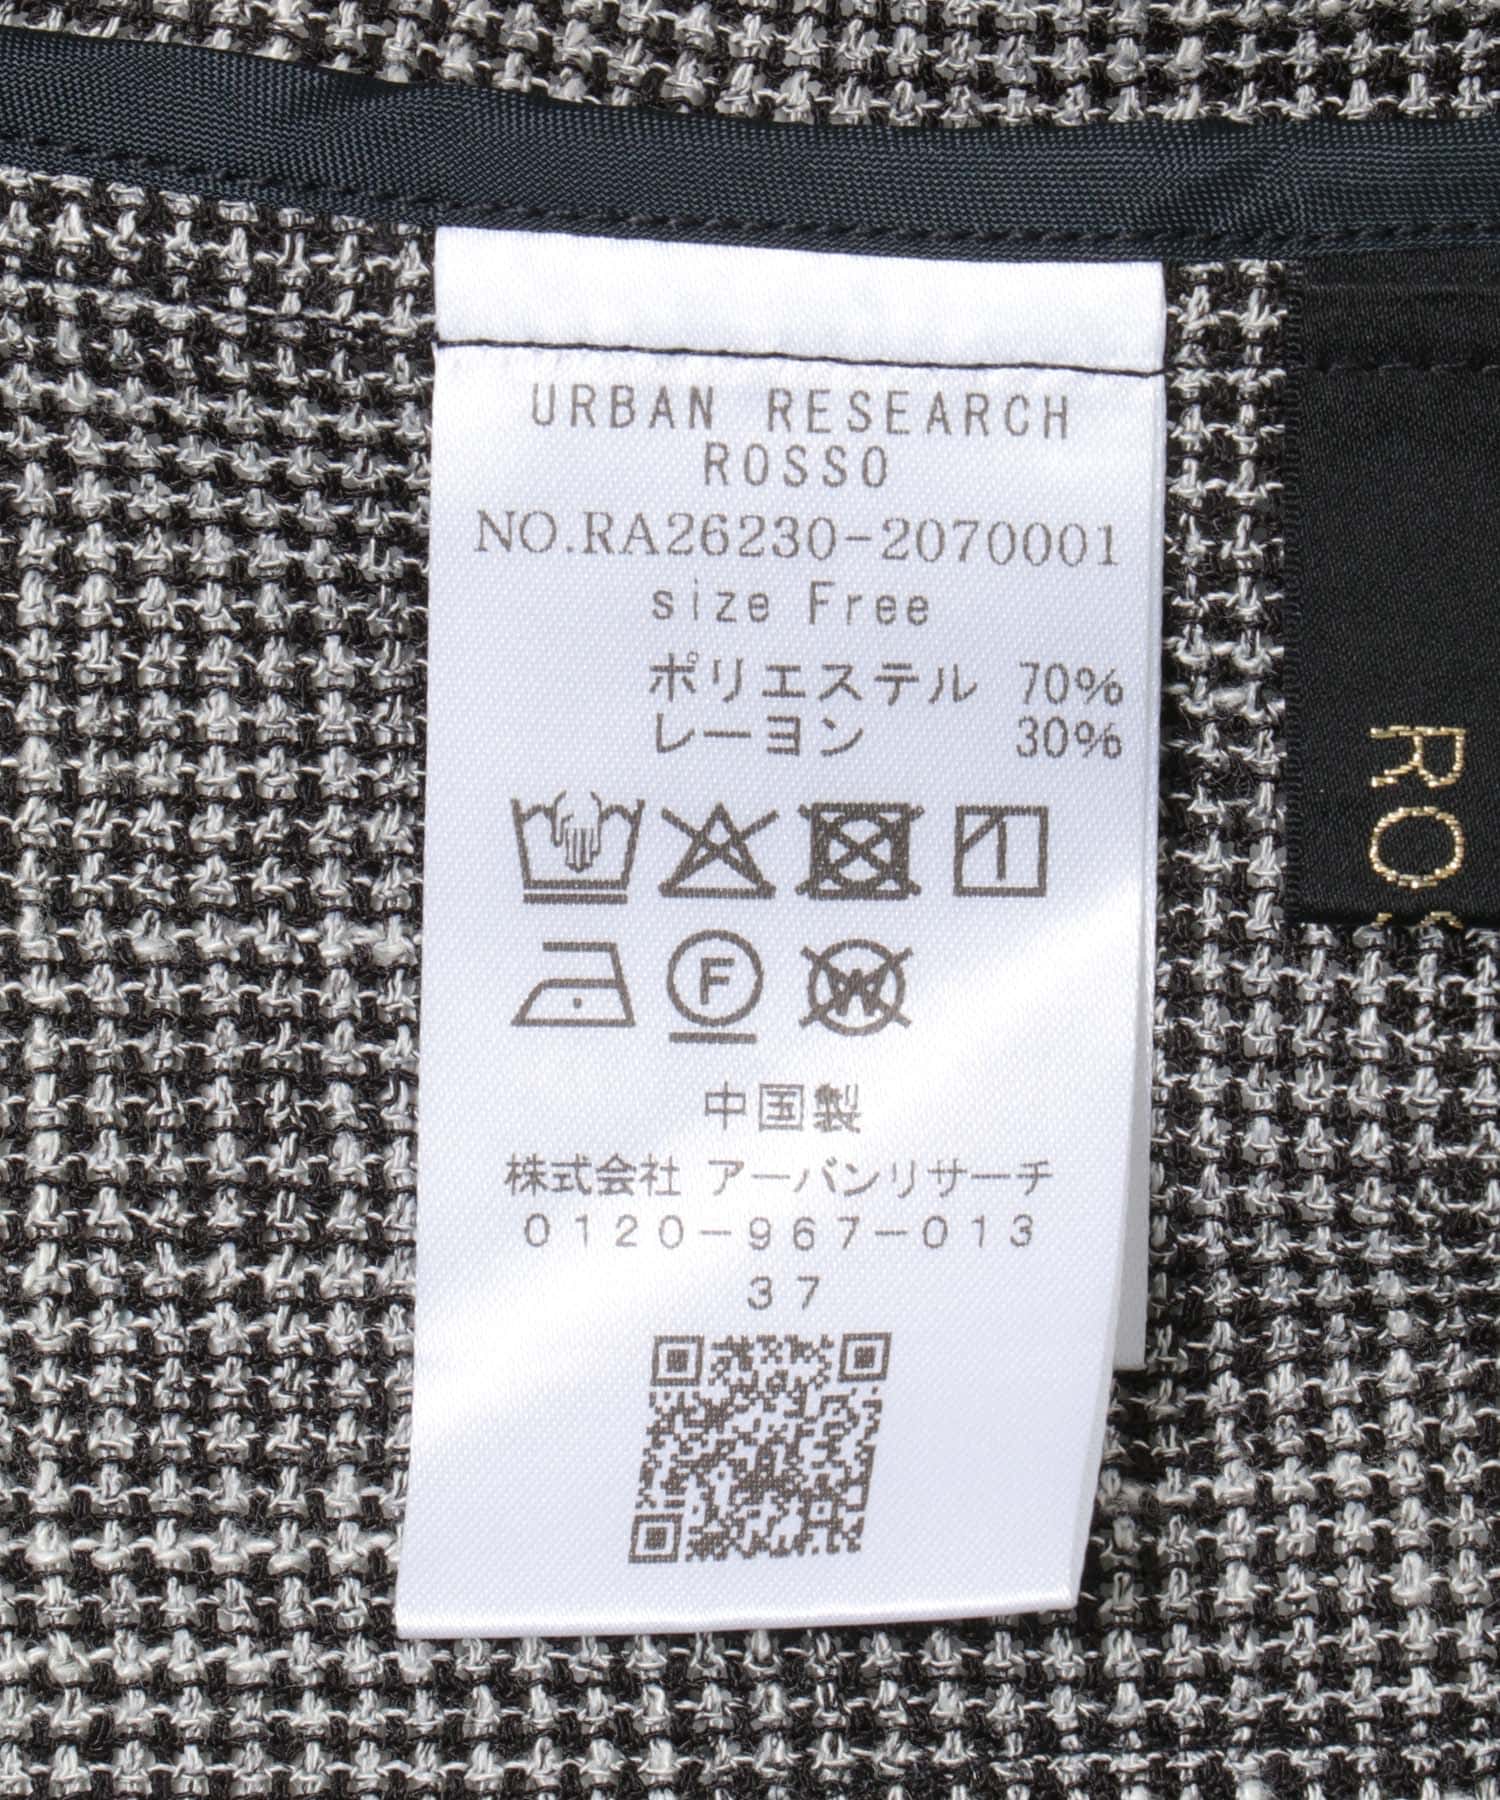 URBAN RESEARCH
ROSSO
NO.RA26230-2070001
size Free
ポリエステル 70%
レーヨン 30%
F
W
中国製
株式会社 アーバンリサーチ
0120-967-013
37
RO